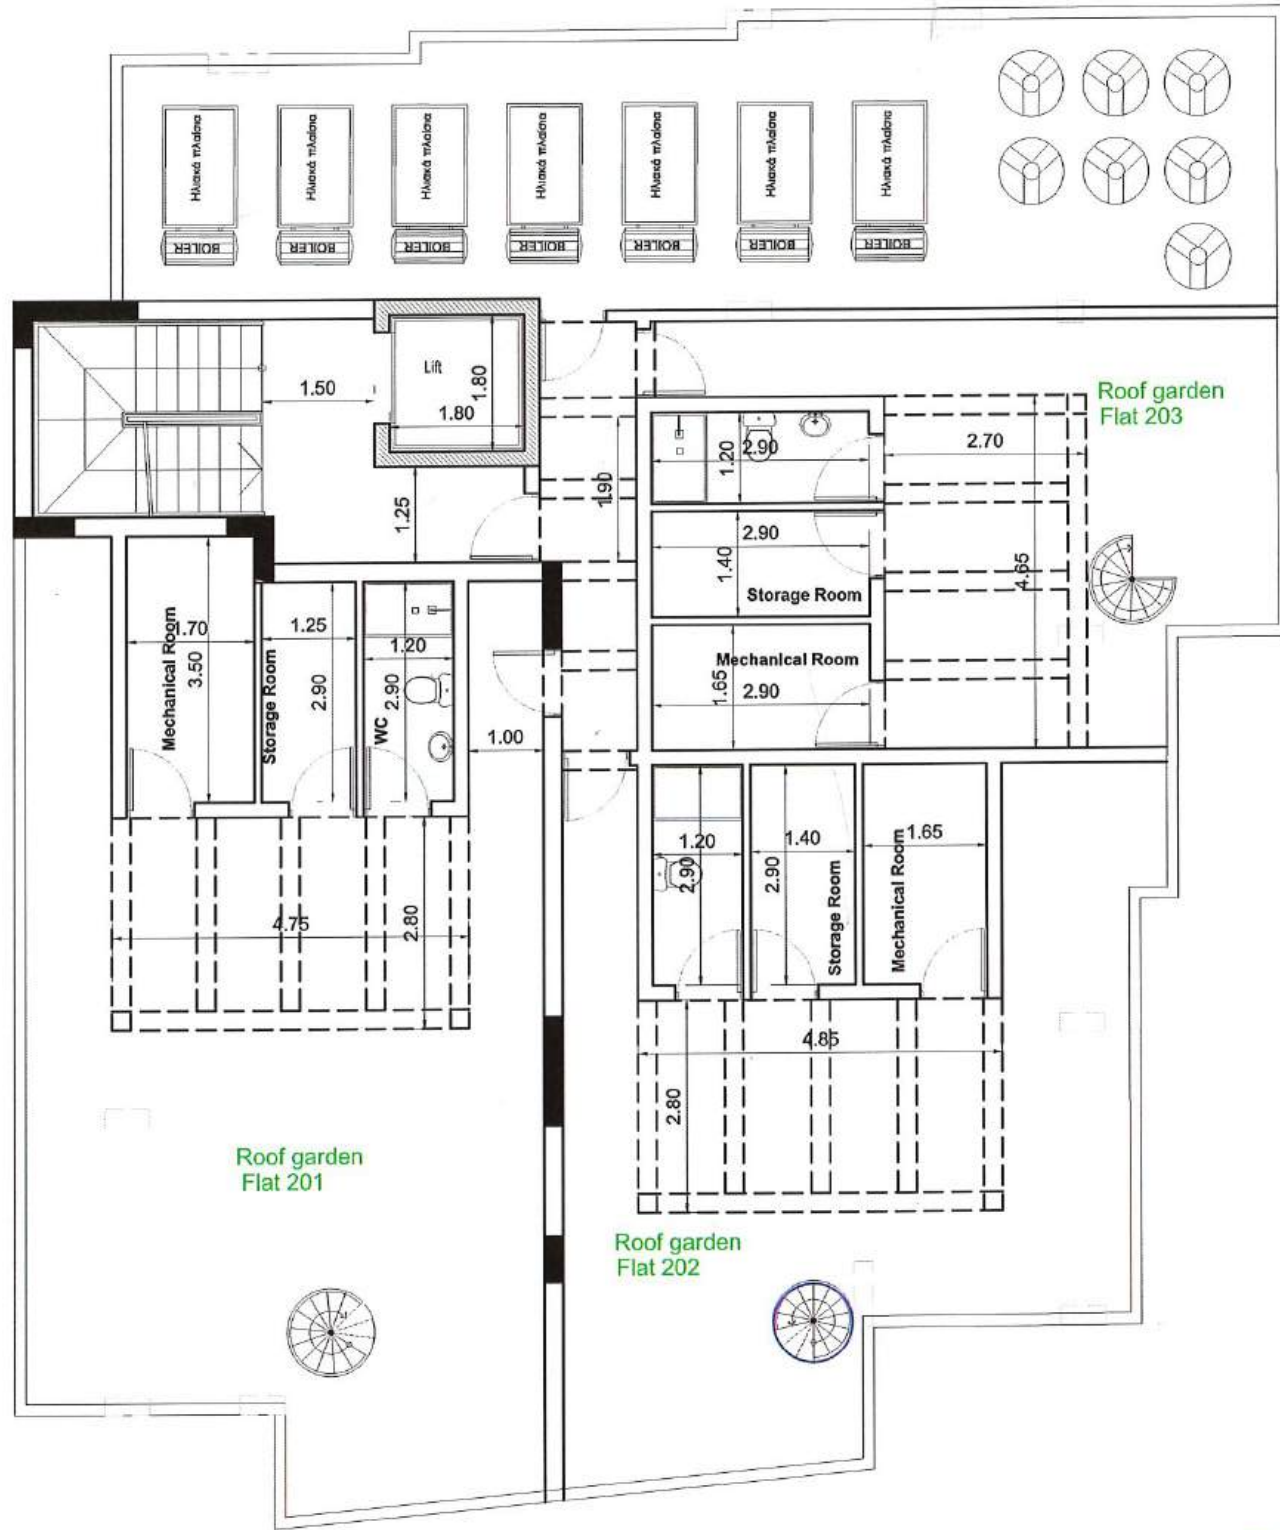 Ηλιακά πλαίσια
Ηλιακά πλαίσια
Ηλιακά πλαίσια
Ηλιακά πλαίσια
Ηλιακά πλαίσια
Ηλιακά πλαίσια
Ηλιακά πλαίσια
BOILER
BOILER
BOILER
BOILER
BOILER
BOILER
BOILER
Lift
1.80
1.80
1.50
1.25
1.90
Roof garden
Flat 203
2.70
4.65
1.20
2.90
2.90
1.40
Storage Room
Mechanical Room
1.65
2.90
Mechanical Room
1.70
3.50
Storage Room
1.25
2.90
WC
1.20
2.90
1.00
4.75
2.80
1.20
2.90
1.40
2.90
Storage Room
Mechanical Room
1.65
4.85
2.80
Roof garden
Flat 201
Roof garden
Flat 202